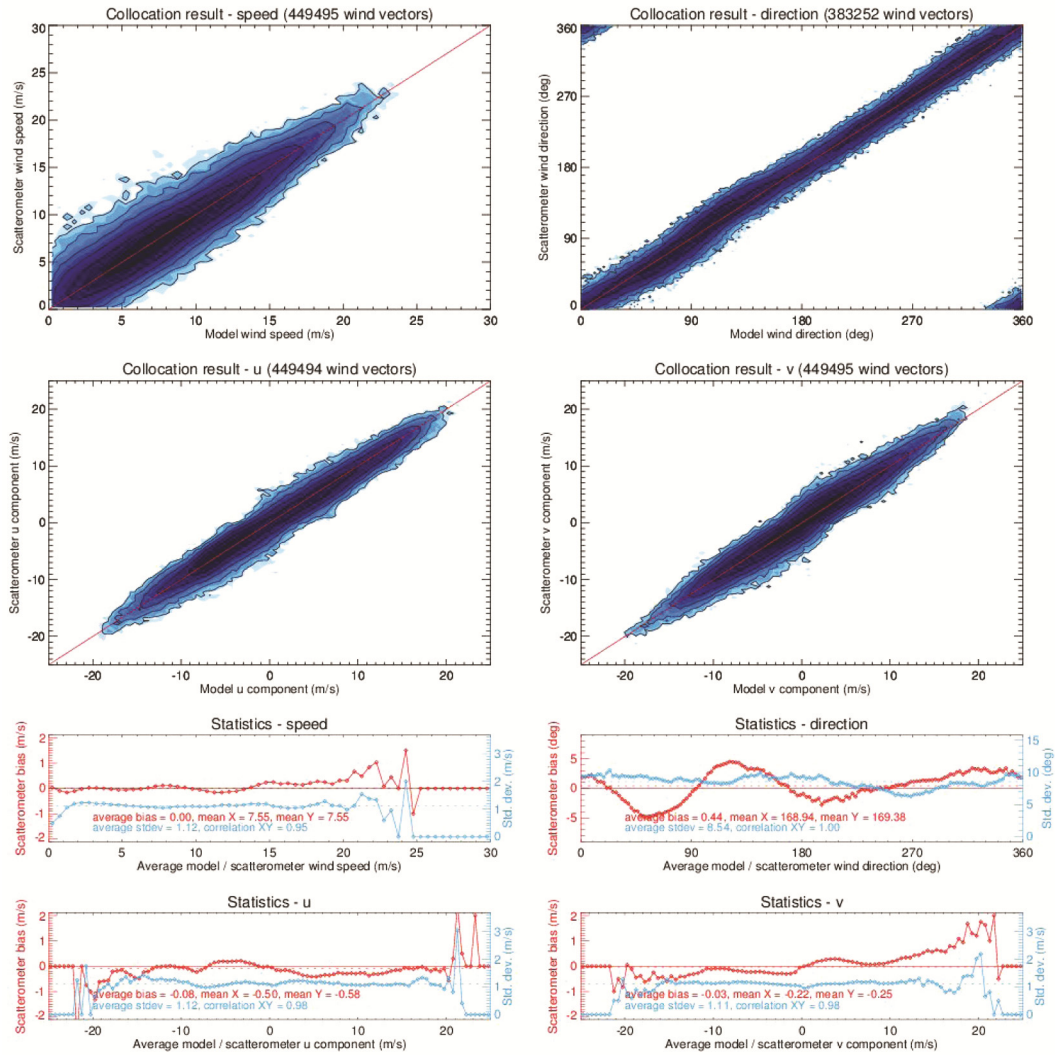 Collocation result - speed (449495 wind vectors)
Scatterometer wind speed (m/s)
30
25
20
15
10
5
0
0 5 10 15 20 25 30
Model wind speed (m/s)
Collocation result - direction (383252 wind vectors)
Scatterometer wind direction (deg)
360
270
180
90
0
0 90 180 270 360
Model wind direction (deg)
Collocation result - u (449494 wind vectors)
Scatterometer u component (m/s)
20
10
0
-10
-20
-20 -10 0 10 20
Model u component (m/s)
Collocation result - v (449495 wind vectors)
Scatterometer v component (m/s)
20
10
0
-10
-20
-20 -10 0 10 20
Model v component (m/s)
Statistics - speed
Scatterometer bias (m/s)
2
1
0
-1
-2
average bias = 0.00, mean X = 7.55, mean Y = 7.55
average stdev = 1.12, correlation XY = 0.95
3
2
1
0
Std. dev. (m/s)
0 5 10 15 20 25 30
Average model / scatterometer wind speed (m/s)
Statistics - direction
Scatterometer bias (deg)
5
0
-5
average bias = 0.44, mean X = 168.94, mean Y = 169.38
average stdev = 8.54, correlation XY = 1.00
15
10
5
0
Std. dev. (deg)
0 90 180 270 360
Average model / scatterometer wind direction (deg)
Statistics - u
Scatterometer bias (m/s)
2
1
0
-1
-2
average bias = -0.08, mean X = -0.50, mean Y = -0.58
average stdev = 1.12, correlation XY = 0.98
3
2
1
0
Std. dev. (m/s)
-20 -10 0 10 20
Average model / scatterometer u component (m/s)
Statistics - v
Scatterometer bias (m/s)
2
1
0
-1
-2
average bias = -0.03, mean X = -0.22, mean Y = -0.25
average stdev = 1.11, correlation XY = 0.98
3
2
1
0
Std. dev. (m/s)
-20 -10 0 10 20
Average model / scatterometer v component (m/s)